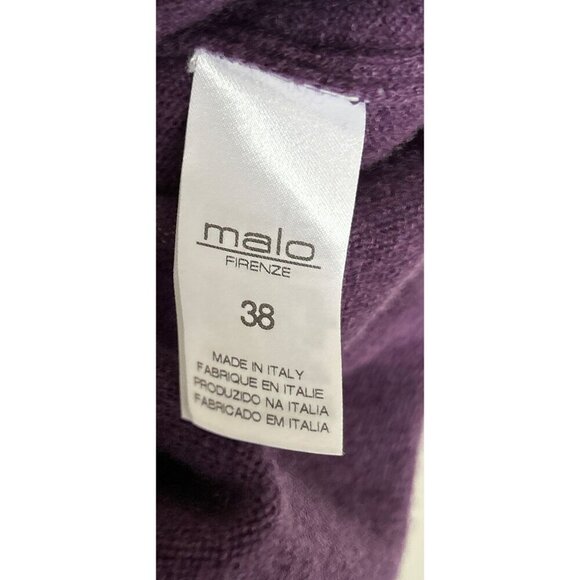 malo
FIRENZE
38
MADE IN ITALY
FABRIQUE EN ITALIE
PRODUZIDO NA ITALIA
FABRICADO EM ITALIA